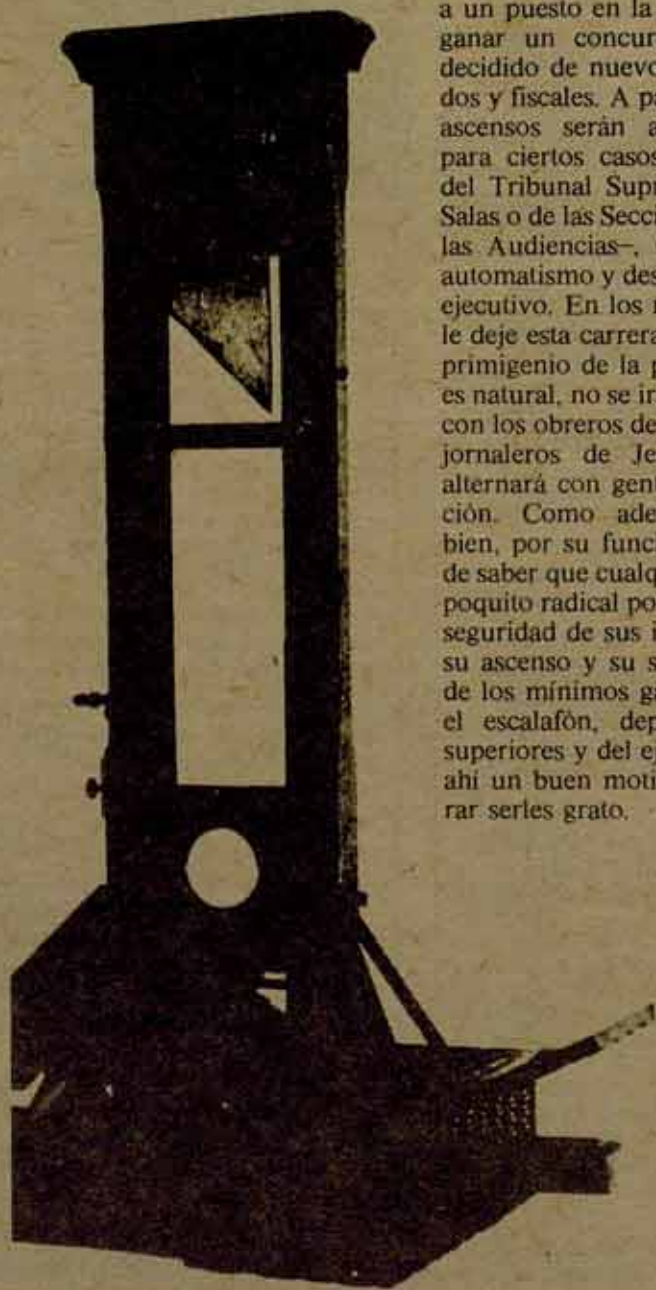 a un puesto en la
ganar un concur
decidido de nuevo
dos y fiscales. A pa
ascensos serán a
para ciertos casos
del Tribunal Supr
Salas o de las Secci
las Audiencias–,
automatismo y des
ejecutivo. En los r
le deje esta carrera
primigenio de la p
es natural, no se ir
con los obreros de
jornaleros de Je
alternará con gent
ción. Como ade
bien, por su func
de saber que cualq
poquito radical po
seguridad de sus i
su ascenso y su s
de los mínimos ga
el escalafón, dep
superiores y del ej
ahí un buen moti
rar serles grato.